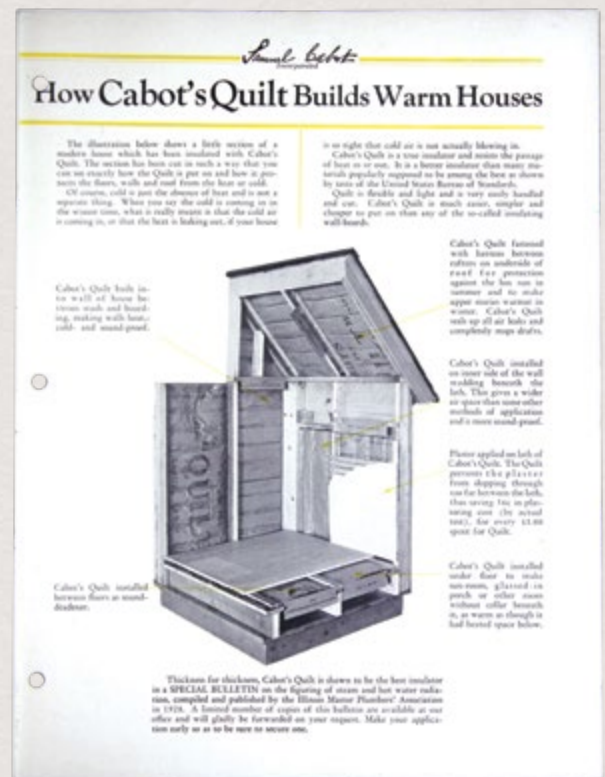 Samuel Cabot
Incorporated
How Cabot's Quilt Builds Warm Houses
The illustration below shows a little section of a
modern house which has been insulated with Cabot's
Quilt. The section has been cut in such a way that you
can see exactly how the Quilt is put on and how it pro-
tects the floors, walls and roof from the heat or cold.
Of course, cold is just the absence of heat and is not a
separate thing. When you say the cold is coming in in
the winter time, what is really meant is that the cold air
is coming in, or that the heat is leaking out, if your house
is so tight that cold air is not actually blowing in.
Cabot's Quilt is a true insulator and resists the passage
of heat in or out. It is a better insulator than many ma-
terials popularly supposed to be among the best as shown
by tests of the United States Bureau of Standards.
Quilt is flexible and light and is very easily handled
and cut. Cabot's Quilt is much easier, simpler and
cheaper to put on than any of the so-called insulating
wall-boards.
Cabot's Quilt fastened
with battens between
rafters on underside of
roof for protection
against the hot sun in
summer and to make
upper stories warmer in
winter. Cabot's Quilt
seals up all air leaks and
completely stops drafts.
Cabot's Quilt built in-
to wall of house be-
tween studs and board-
ing, making walls heat-,
cold- and sound-proof.
Cabot's Quilt installed
on inner side of the wall
studding beneath the
lath. This gives a wider
air space than some other
methods of application
and is more sound-proof.
Plaster applied on lath of
Cabot's Quilt. The Quilt
prevents the plaster
from slopping through
too far between the lath,
thus saving in plas-
tering cost (by actual
test), for every $1.00
spent for Quilt.
Cabot's Quilt installed
under floor to make
sun-room, glassed-in
porch or other room
without cellar beneath
it, as warm as though it
had heated space below.
Cabot's Quilt installed
between floors as sound-
deadener.
QUIL
Thickness for thickness, Cabot's Quilt is shown to be the best insulator
in a SPECIAL BULLETIN on the figuring of steam and hot water radia-
tion, compiled and published by the Illinois Master Plumbers' Association
in 1926. A limited number of copies of this bulletin are available at our
office and will gladly be forwarded on your request. Make your applica-
tion early so as to be sure to secure one.